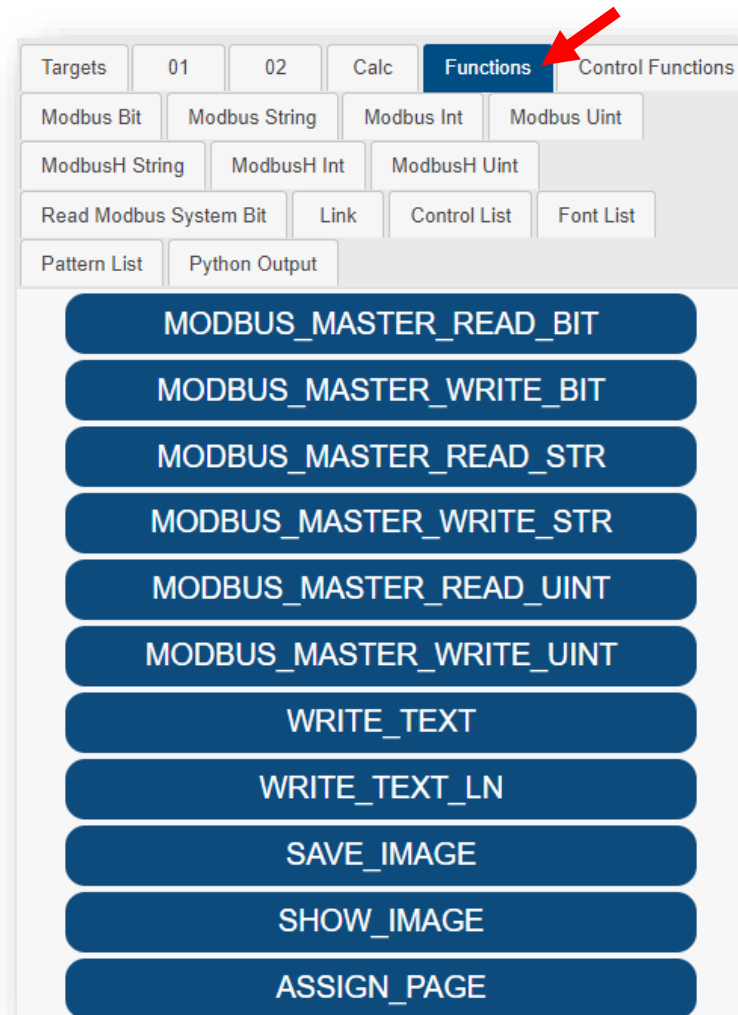 Targets 01 02 Calc Functions Control Functions
Modbus Bit Modbus String Modbus Int Modbus Uint
ModbusH String ModbusH Int ModbusH Uint
Read Modbus System Bit Link Control List Font List
Pattern List Python Output
MODBUS_MASTER_READ_BIT
MODBUS_MASTER_WRITE_BIT
MODBUS_MASTER_READ_STR
MODBUS_MASTER_WRITE_STR
MODBUS_MASTER_READ_UINT
MODBUS_MASTER_WRITE_UINT
WRITE_TEXT
WRITE_TEXT_LN
SAVE_IMAGE
SHOW_IMAGE
ASSIGN_PAGE